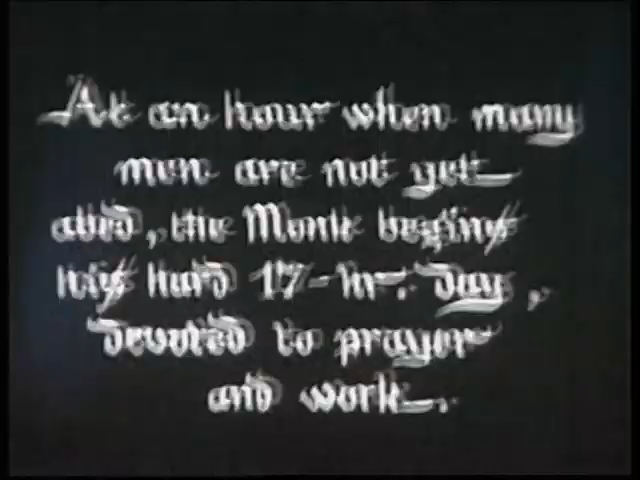 At an hour when many
men are not yet
abed, the Monk begins
his hard 17-hr. day,
devoted to prayer
and work.